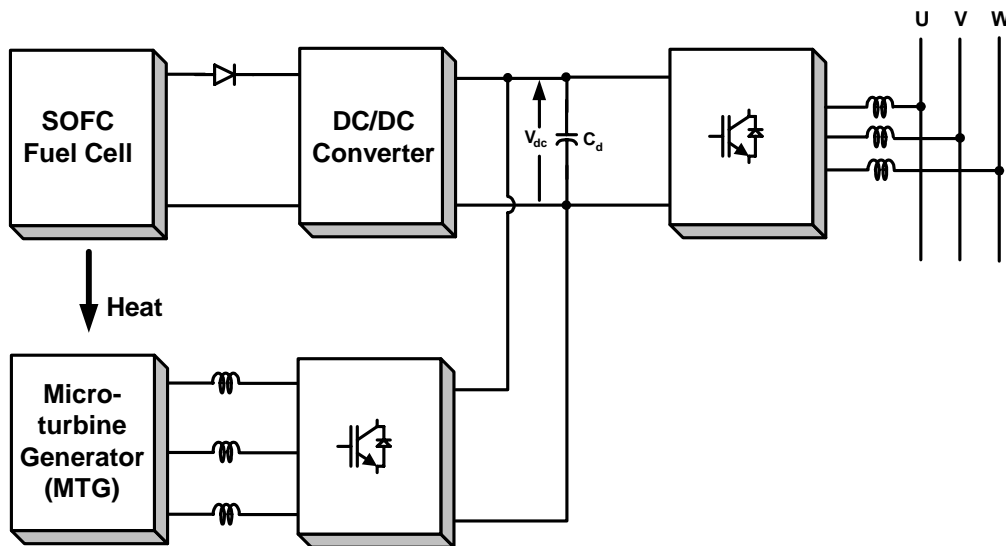 U V W
SOFC
Fuel Cell
DC/DC
Converter
Vdc
Cd
Heat
Micro-
turbine
Generator
(MTG)